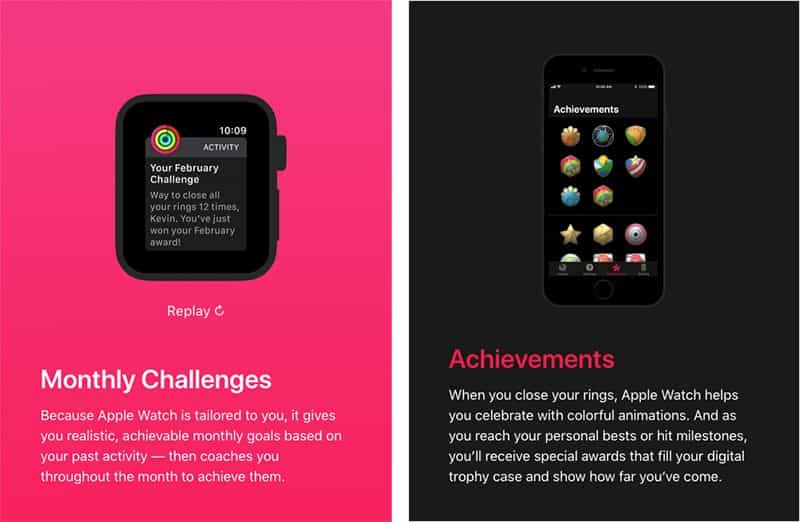 10:09
ACTIVITY
Your February
Challenge
Way to close all
your rings 12 times,
Kevin. You've just
won your February
award!
Replay
Monthly Challenges
Because Apple Watch is tailored to you, it gives
you realistic, achievable monthly goals based on
your past activity — then coaches you
throughout the month to achieve them.
Achievements
Achievements
When you close your rings, Apple Watch helps
you celebrate with colorful animations. And as
you reach your personal bests or hit milestones,
you'll receive special awards that fill your digital
trophy case and show how far you've come.